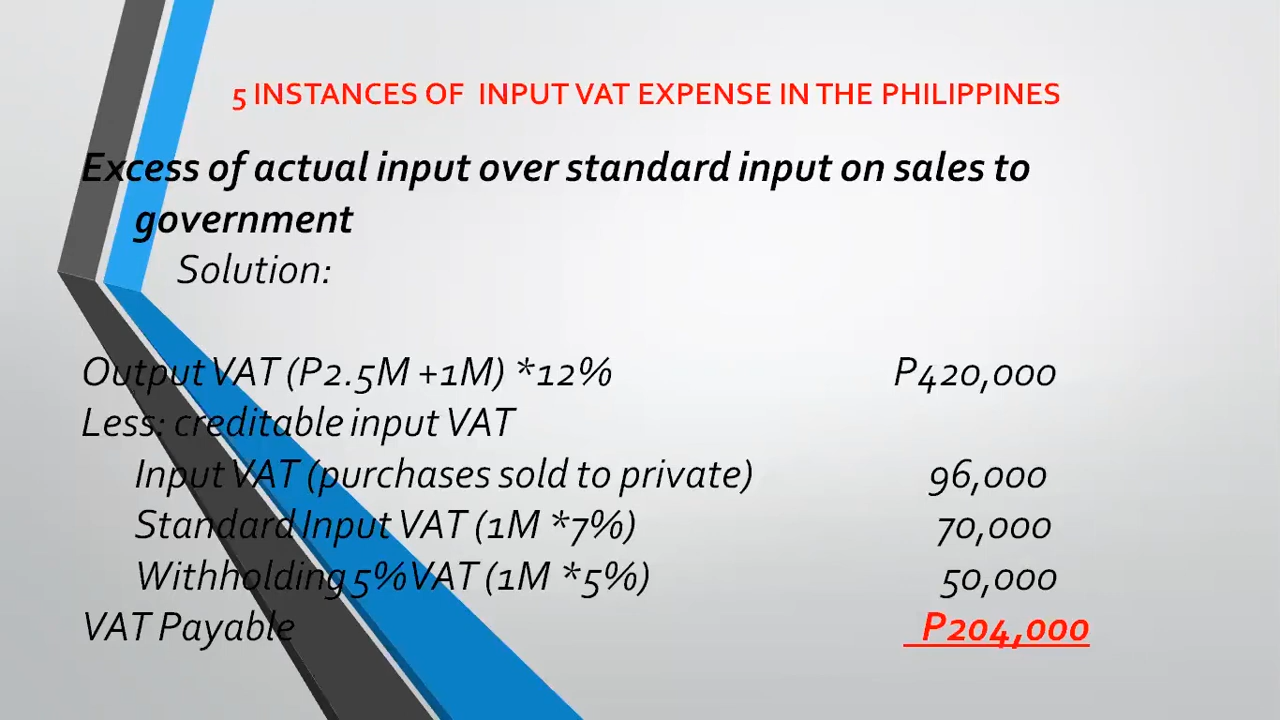 5 INSTANCES OF INPUT VAT EXPENSE IN THE PHILIPPINES
Excess of actual input over standard input on sales to
government
Solution:
Output VAT (P2.5M +1M) *12% P420,000
Less: creditable input VAT
Input VAT (purchases sold to private) 96,000
Standard Input VAT (1M *7%) 70,000
Withholding 5% VAT (1M *5%) 50,000
VAT Payable P204,000